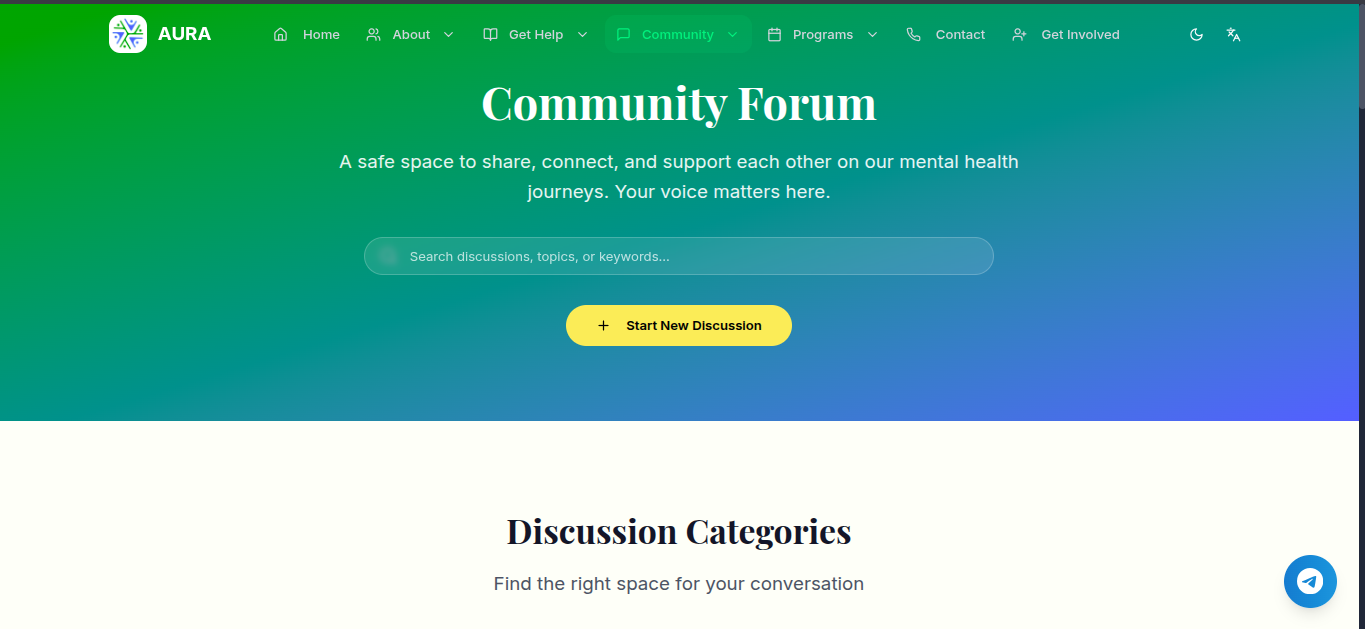 AURA
Home
About
Get Help
Community
Programs
Contact
Get Involved
Community Forum
A safe space to share, connect, and support each other on our mental health
journeys. Your voice matters here.
Search discussions, topics, or keywords...
Start New Discussion
Discussion Categories
Find the right space for your conversation